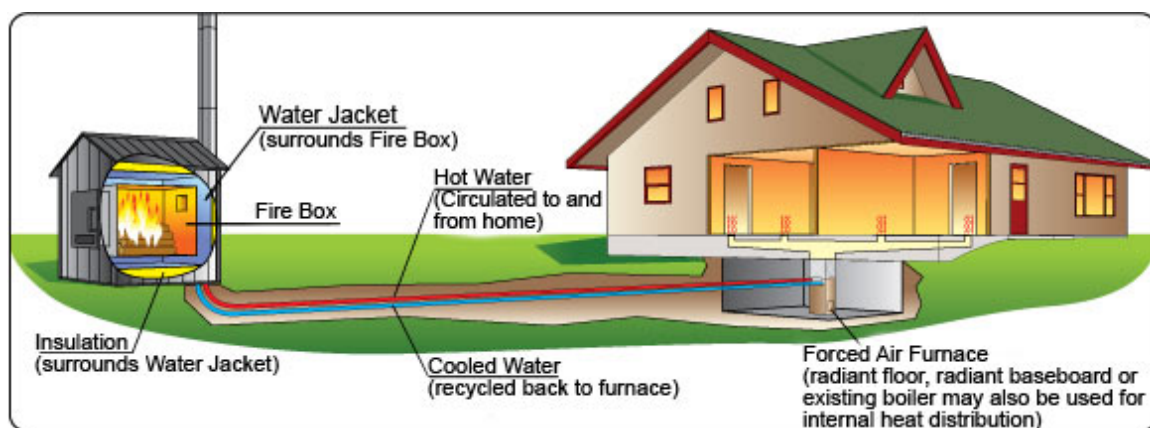 Water Jacket
(surrounds Fire Box)
Hot Water
(Circulated to and
from home)
Fire Box
Insulation
(surrounds Water Jacket)
Cooled Water
(recycled back to furnace)
Forced Air Furnace
(radiant floor, radiant baseboard or
existing boiler may also be used for
internal heat distribution)